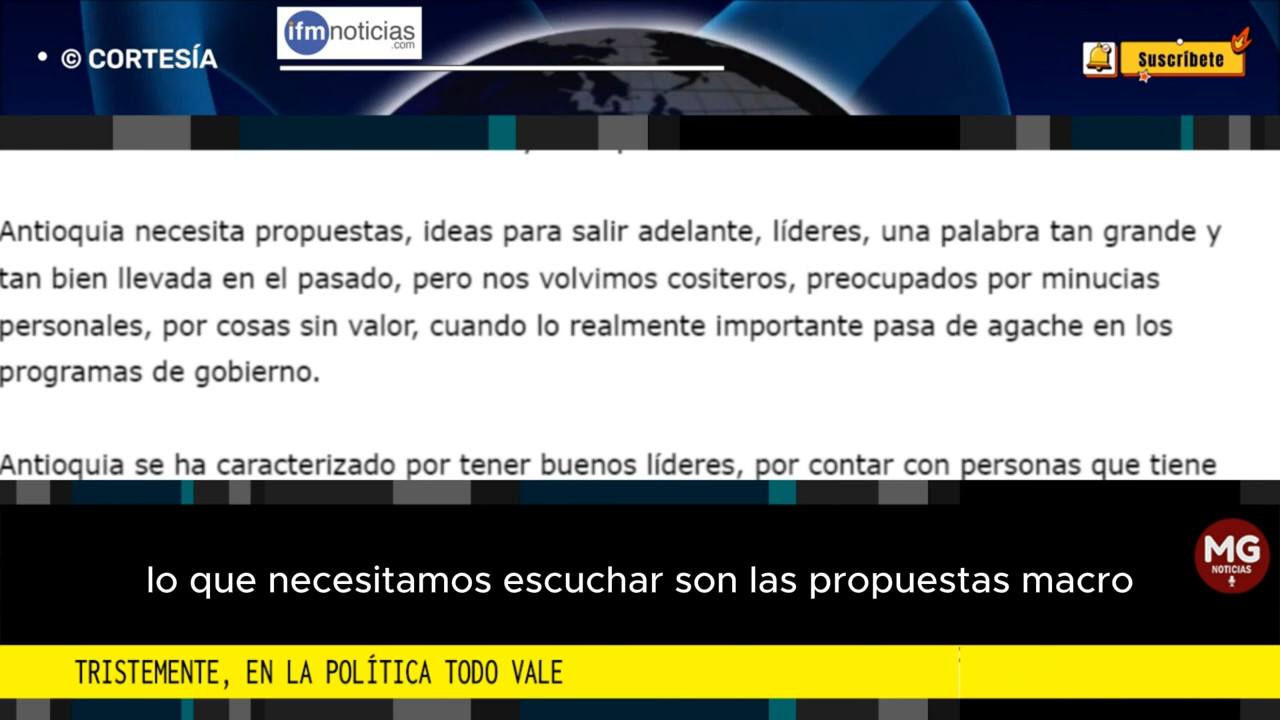 • © CORTESÍA
ifmnoticias
.com
Suscríbete
Antioquia necesita propuestas, ideas para salir adelante, líderes, una palabra tan grande y
tan bien llevada en el pasado, pero nos volvimos cositeros, preocupados por minucias
personales, por cosas sin valor, cuando lo realmente importante pasa de agache en los
programas de gobierno.
Antioquia se ha caracterizado por tener buenos líderes, por contar con personas que tiene
lo que necesitamos escuchar son las propuestas macro
MG
NOTICIAS
TRISTEMENTE, EN LA POLÍTICA TODO VALE